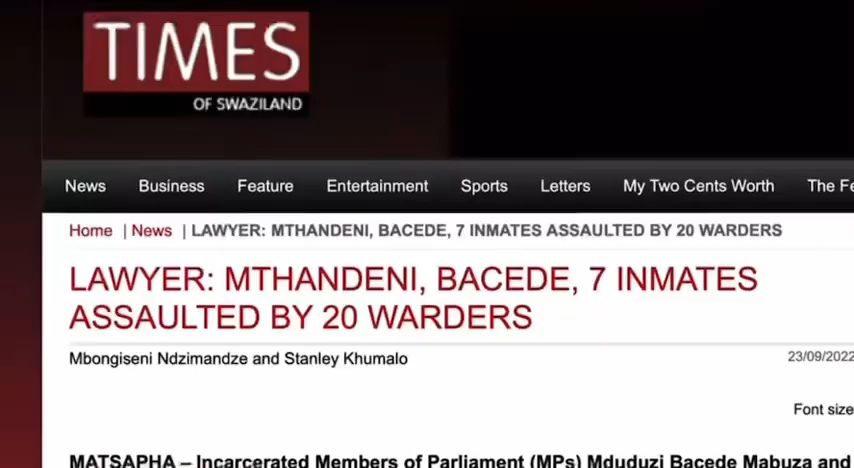 TIMES
OF SWAZILAND
News Business Feature Entertainment Sports Letters My Two Cents Worth The Fe
Home | News | LAWYER: MTHANDENI, BACEDE, 7 INMATES ASSAULTED BY 20 WARDERS
LAWYER: MTHANDENI, BACEDE, 7 INMATES
ASSAULTED BY 20 WARDERS
Mbongiseni Ndzimandze and Stanley Khumalo 23/09/2022
Font size
MATSAPHA – Incarcerated Members of Parliament (MPs) Mduduzi Bacede Mabuza and